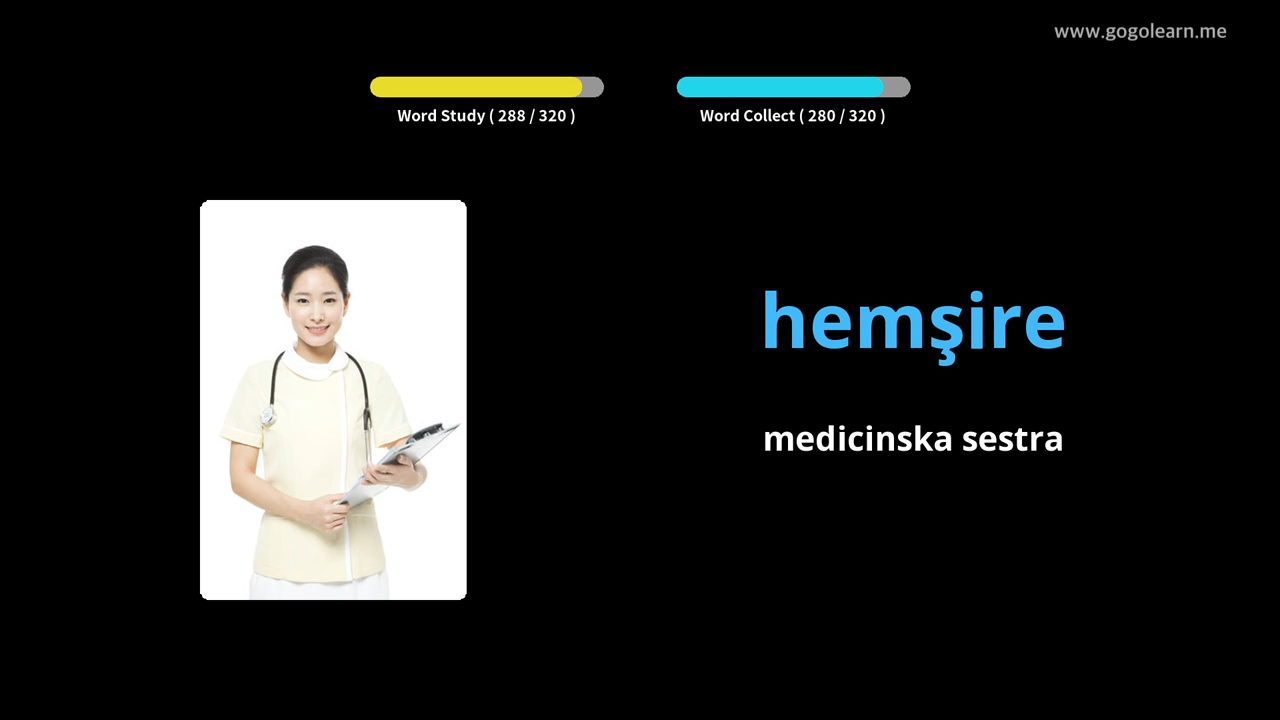 www.gogolearn.me
Word Study ( 288 / 320 )
Word Collect ( 280 / 320 )
hemşire
medicinska sestra